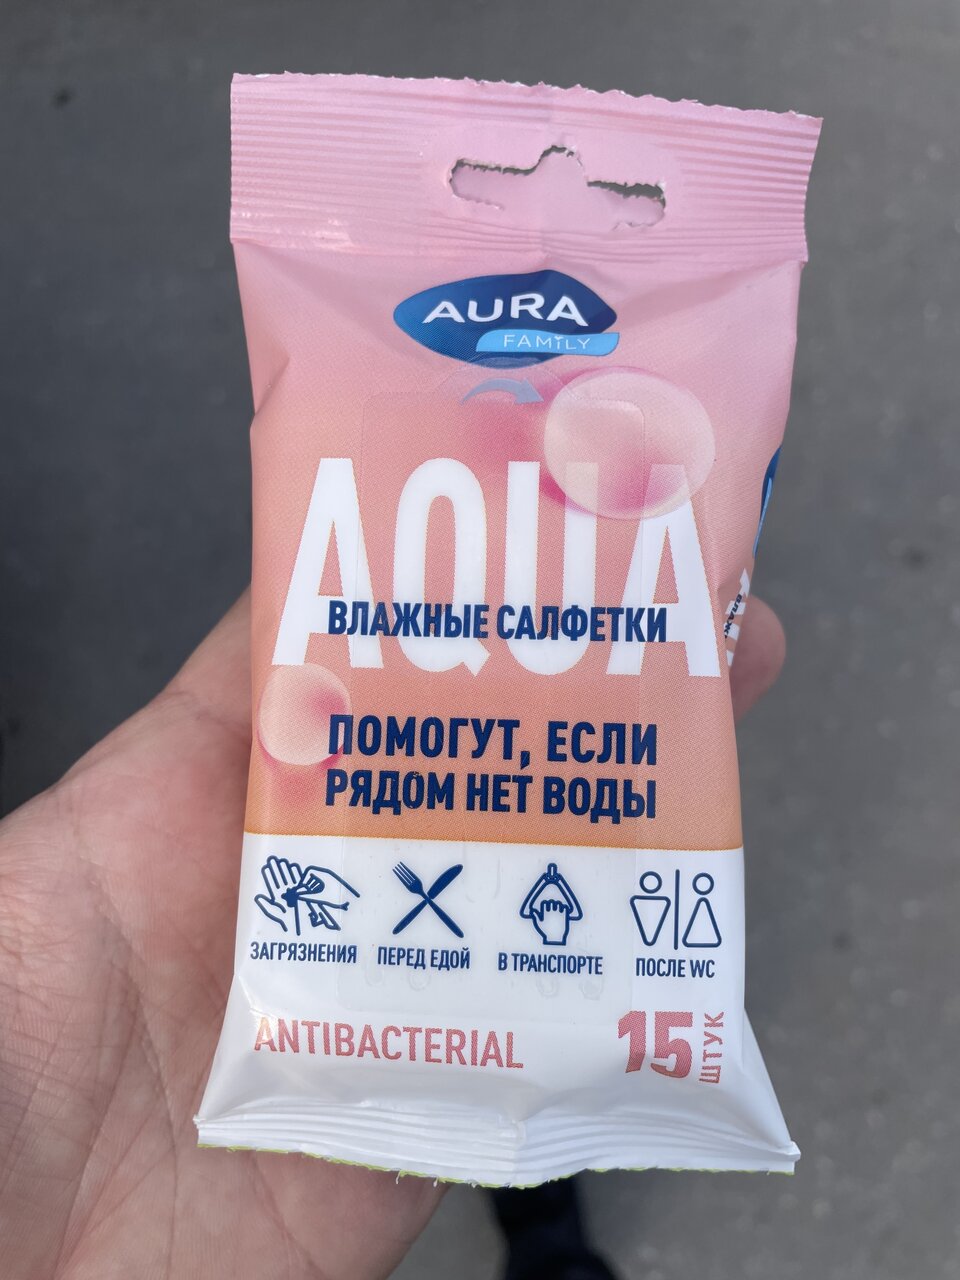 AURA
FAMILY
AQUA
ВЛАЖНЫЕ САЛФЕТКИ
ПОМОГУТ, ЕСЛИ
РЯДОМ НЕТ ВОДЫ
ЗАГРЯЗНЕНИЯ
ПЕРЕД ЕДОЙ
В ТРАНСПОРТЕ
ПОСЛЕ WC
ANTIBACTERIAL
15
ШТУК